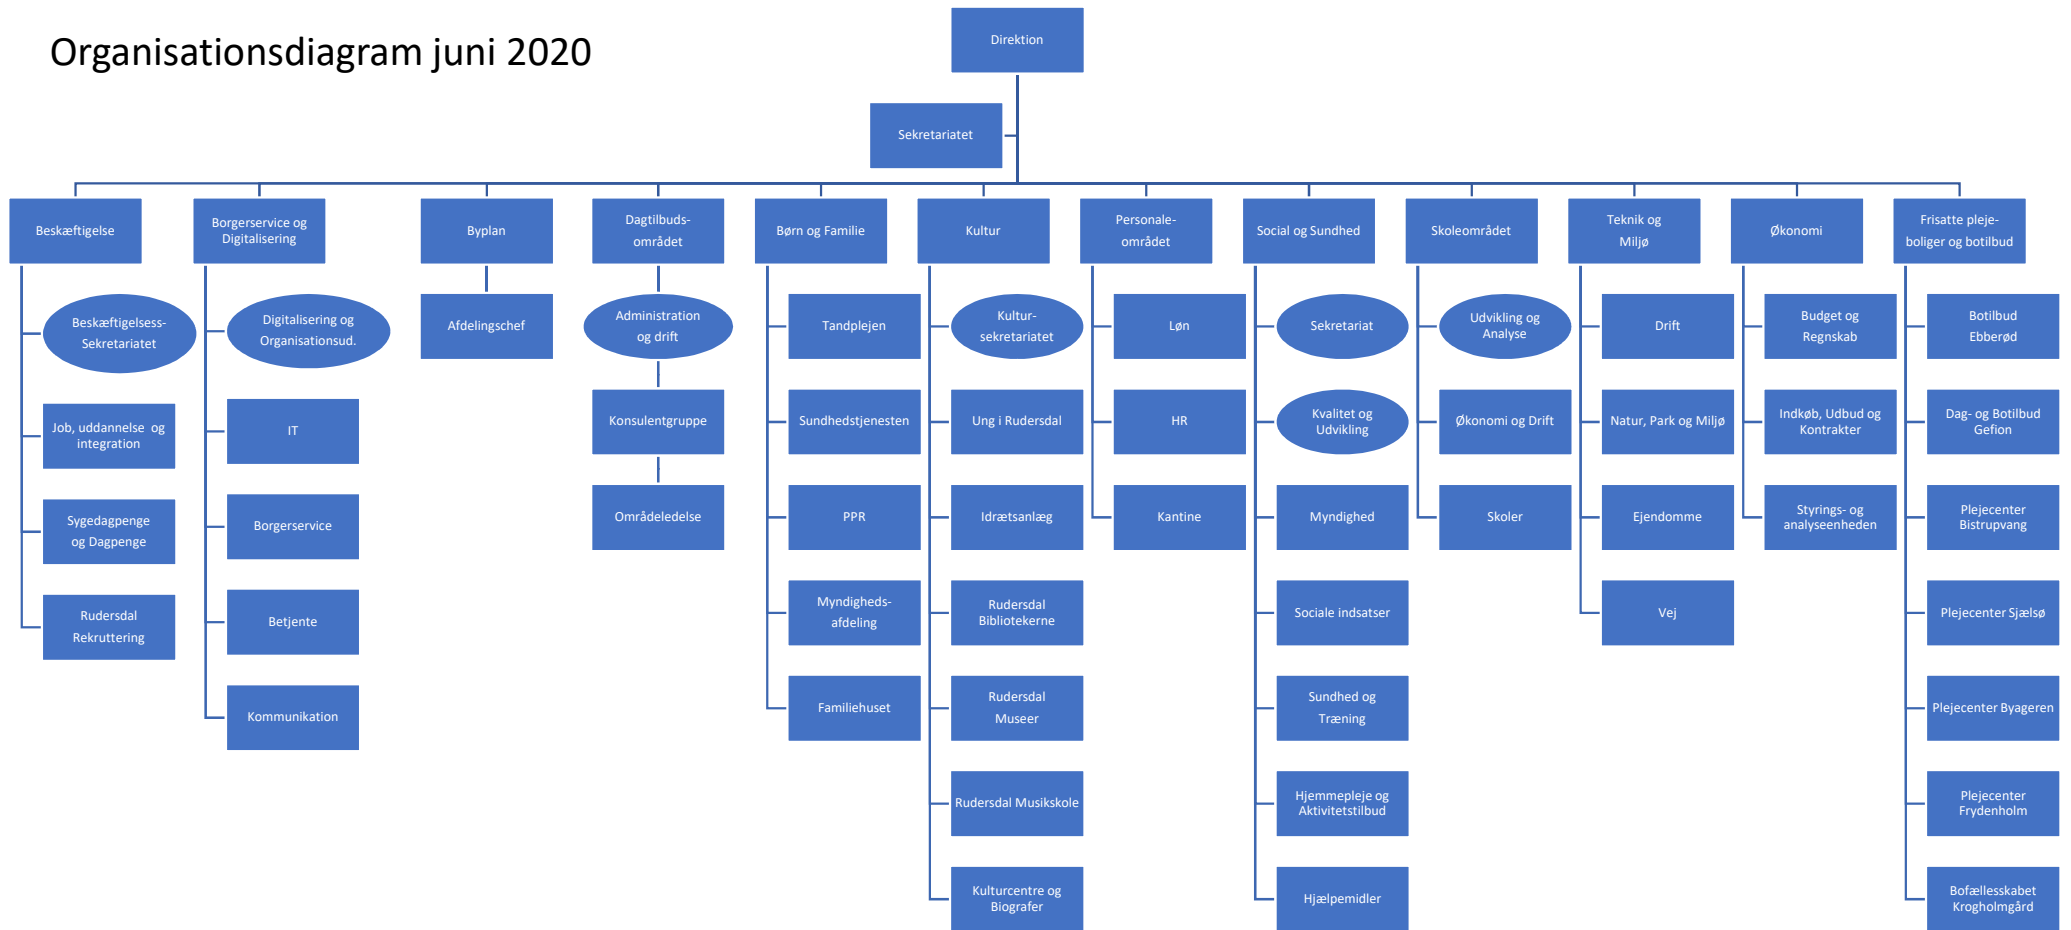 Organisationsdiagram juni 2020
Direktion
Sekretariatet
Beskæftigelse
Beskæftigelsess-
Sekretariatet
Job, uddannelse og
integration
Sygedagpenge
og Dagpenge
Rudersdal
Rekruttering
Borgerservice og
Digitalisering
Digitalisering og
Organisationsud.
IT
Borgerservice
Betjente
Kommunikation
Byplan
Afdelingschef
Dagtilbuds-
området
Administration
og drift
Konsulentgruppe
Områdeledelse
Børn og Familie
Tandplejen
Sundhedstjenesten
PPR
Myndigheds-
afdeling
Familiehuset
Kultur
Kultur-
sekretariatet
Ung i Rudersdal
Idrætsanlæg
Rudersdal
Bibliotekerne
Rudersdal
Museer
Rudersdal Musikskole
Kulturcentre og
Biografer
Personale-
området
Løn
HR
Kantine
Social og Sundhed
Sekretariat
Kvalitet og
Udvikling
Myndighed
Sociale indsatser
Sundhed og
Træning
Hjemmepleje og
Aktivitetstilbud
Hjælpemidler
Skoleområdet
Udvikling og
Analyse
Økonomi og Drift
Skoler
Teknik og
Miljø
Drift
Natur, Park og Miljø
Ejendomme
Vej
Økonomi
Budget og
Regnskab
Indkøb, Udbud og
Kontrakter
Styrings- og
analyseenheden
Frisatte pleje-
boliger og botilbud
Botilbud
Ebberød
Dag- og Botilbud
Gefion
Plejecenter
Bistrupvang
Plejecenter Sjælsø
Plejecenter Byageren
Plejecenter
Frydenholm
Bofællesskabet
Krogholmgård